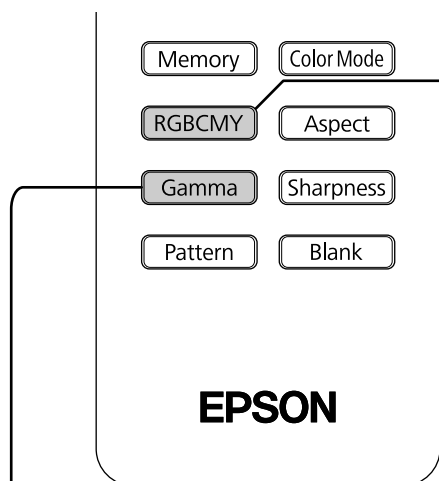 Memory Color Mode
RGBCMY Aspect
Gamma Sharpness
Pattern Blank
EPSON